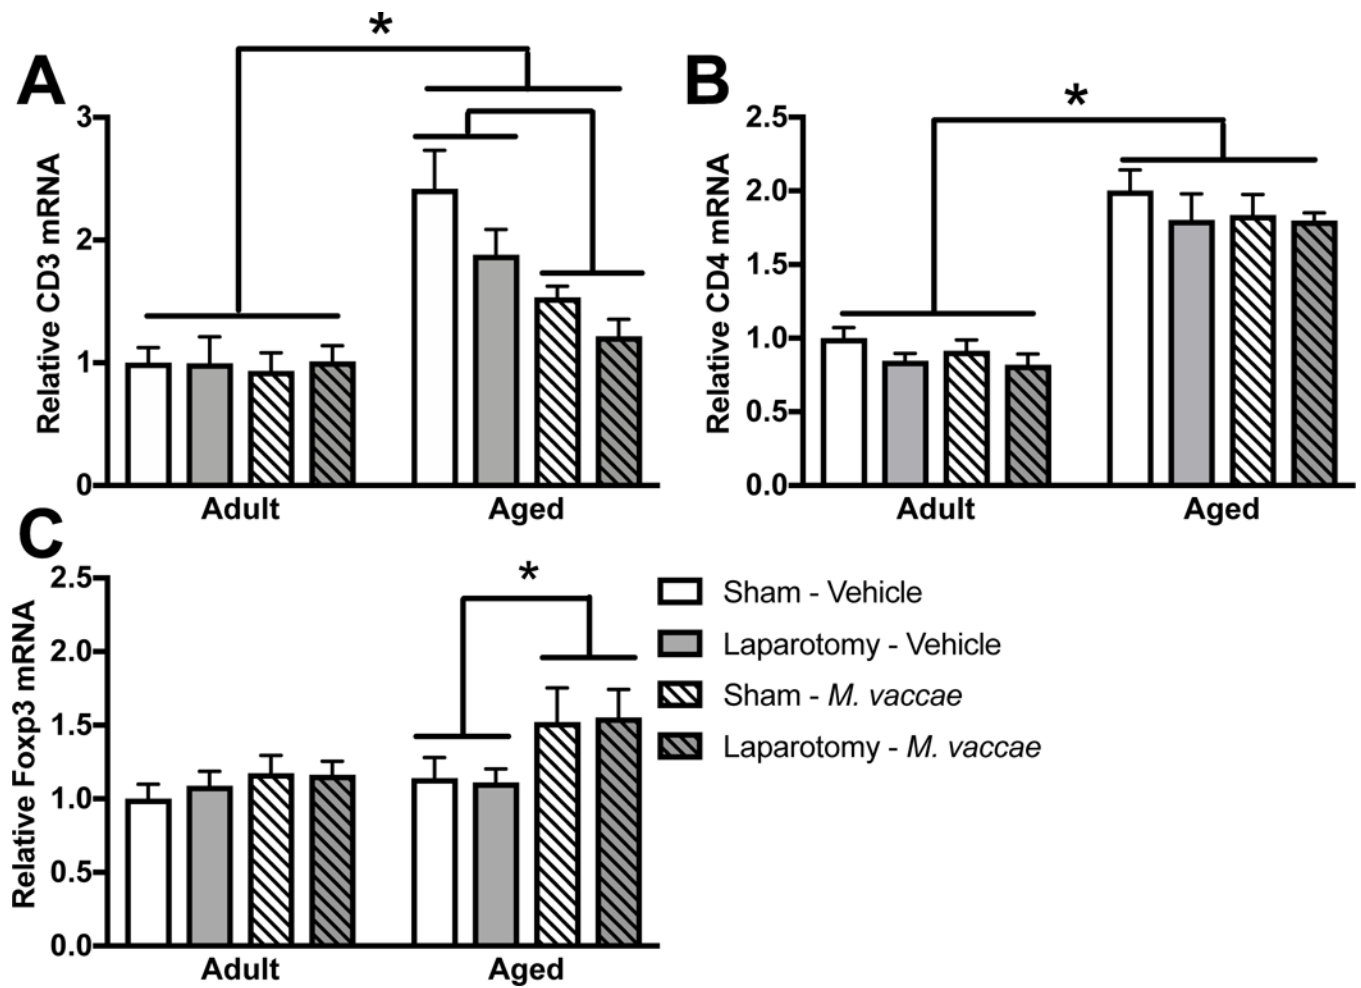 *
A
3
2
1
0
Relative CD3 mRNA
Adult
Aged
B
*
2.5
2.0
1.5
1.0
0.5
0.0
Relative CD4 mRNA
Adult
Aged
C
*
2.5
2.0
1.5
1.0
0.5
0.0
Relative Foxp3 mRNA
Adult
Aged
Sham - Vehicle
Laparotomy - Vehicle
Sham - M. vaccae
Laparotomy - M. vaccae